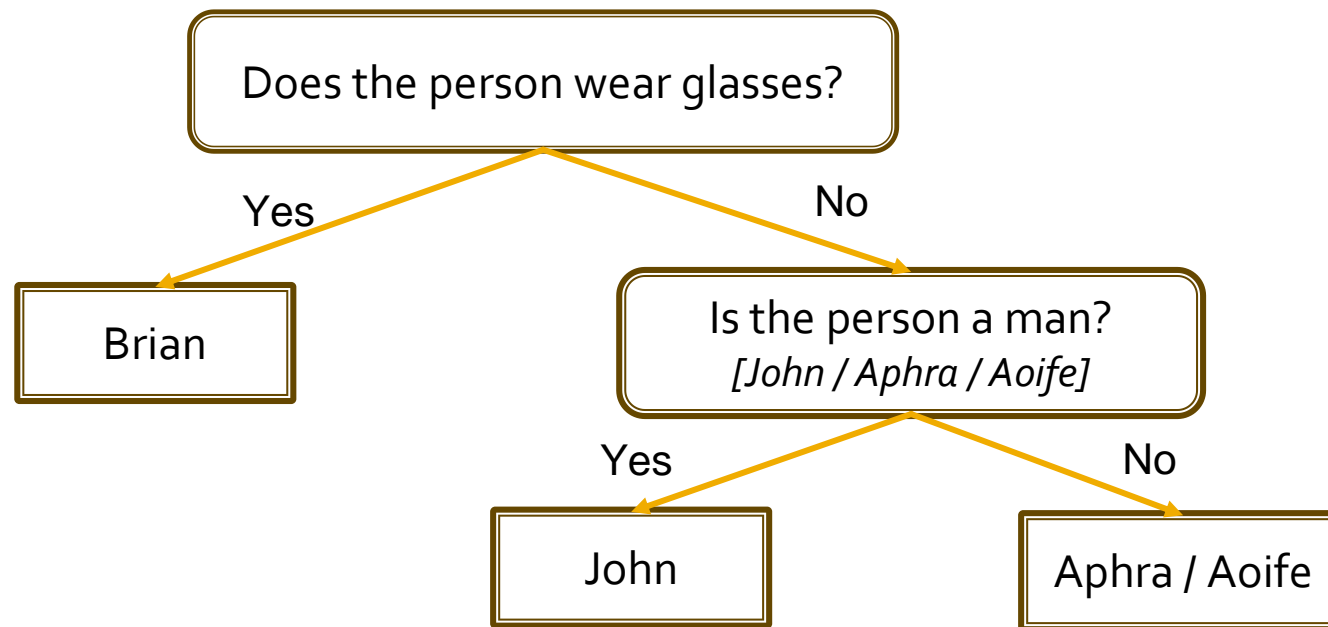 Does the person wear glasses?
Yes
No
Brian
Is the person a man?
[John / Aphra / Aoife]
Yes
No
John
Aphra / Aoife